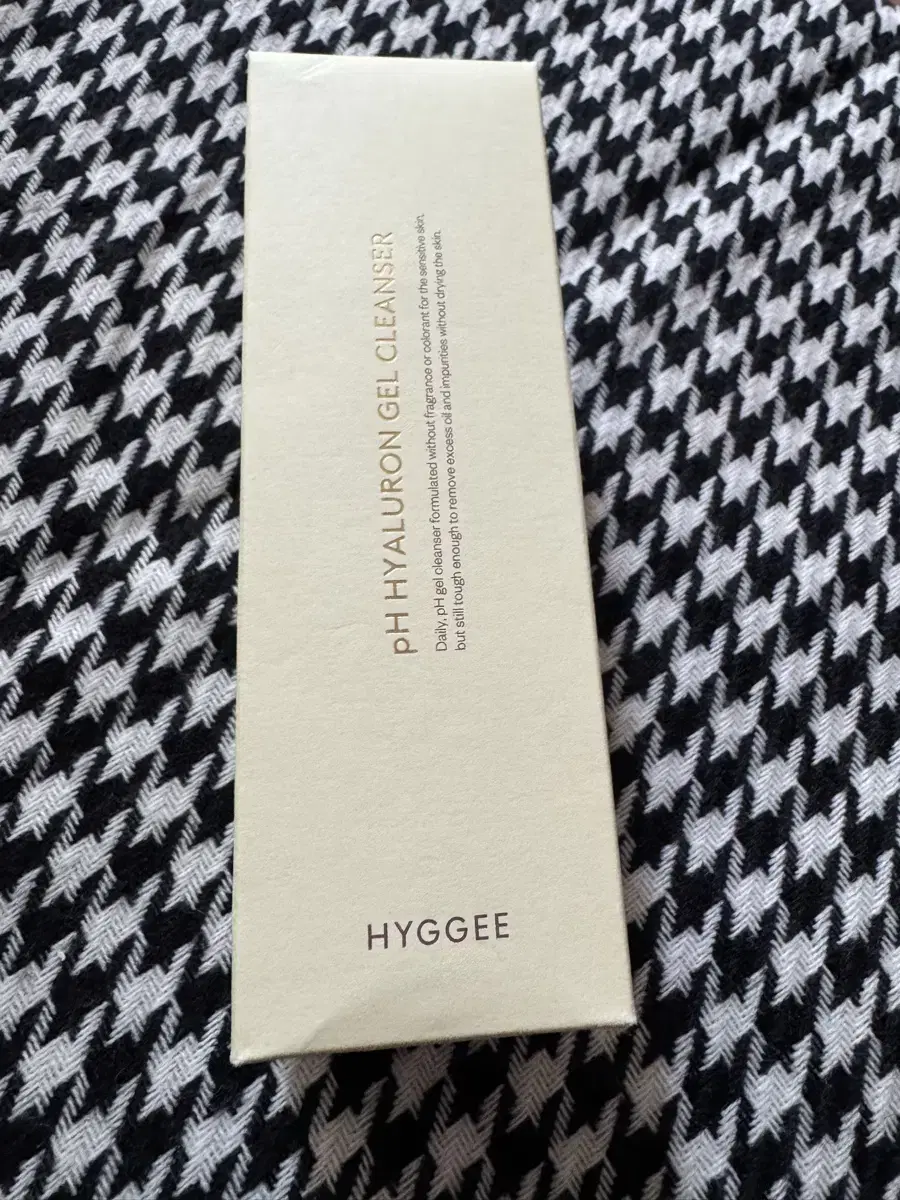 pH HYALURON GEL CLEANSER
Daily, pH gel cleanser formulated without fragrance or colorant for the sensitive skin,
but still tough enough to remove excess oil and impurities without drying the skin.
HYGGEE